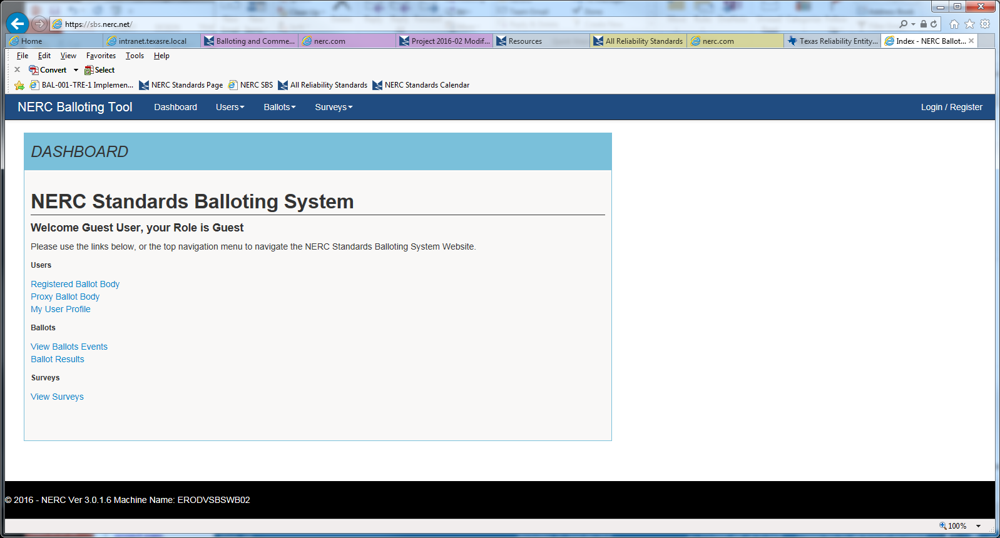 https://sbs.nerc.net/
Home intranet.texasre.local Balloting and Comme... nerc.com Project 2016-02 Modif... Resources All Reliability Standards nerc.com Texas Reliability Entity... Index - NERC Ballot...
File Edit View Favorites Tools Help
Convert Select
BAL-001-TRE-1 Implemen... NERC Standards Page NERC SBS All Reliability Standards NERC Standards Calendar
NERC Balloting Tool Dashboard Users Ballots Surveys Login / Register
DASHBOARD
NERC Standards Balloting System
Welcome Guest User, your Role is Guest
Please use the links below, or the top navigation menu to navigate the NERC Standards Balloting System Website.
Users
Registered Ballot Body
Proxy Ballot Body
My User Profile
Ballots
View Ballots Events
Ballot Results
Surveys
View Surveys
© 2016 - NERC Ver 3.0.1.6 Machine Name: ERODVSBSWB02
100%